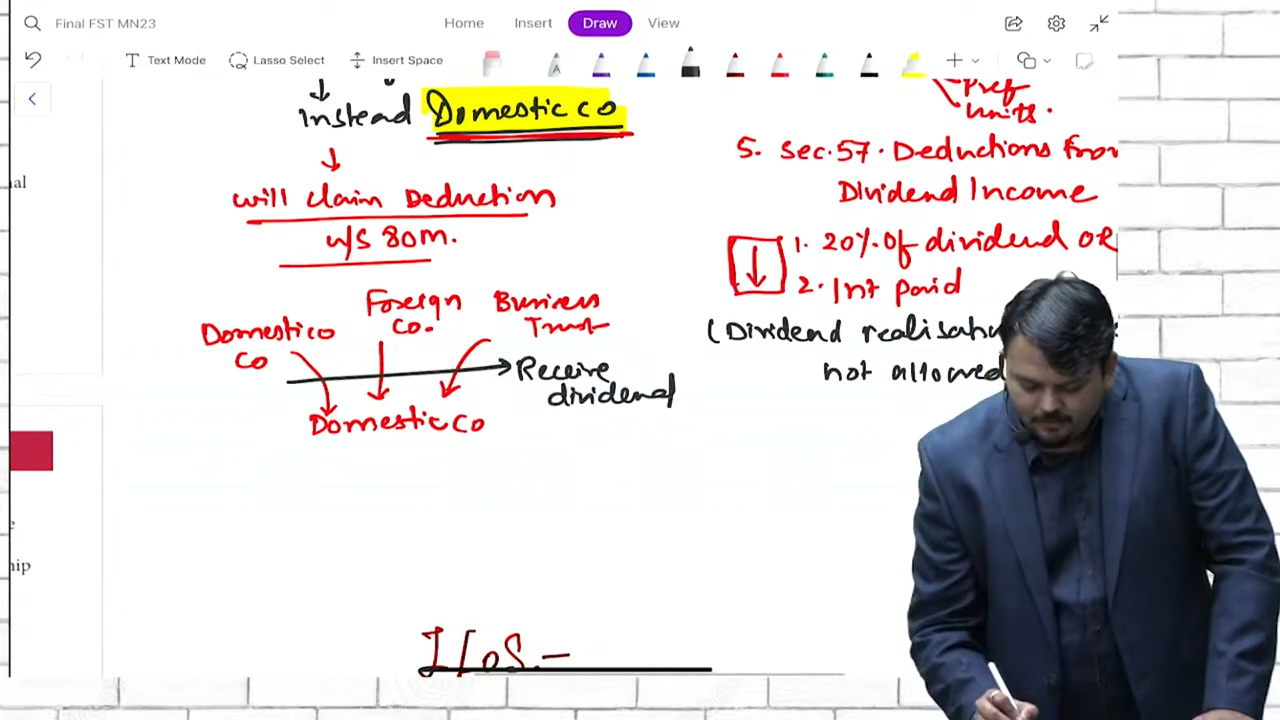 Final FST MN23
Home Insert Draw View
Text Mode Lasso Select Insert Space
A
Instead Domestic co
will claim Deduction
u/s 80M.
Domestic co
Foreign Co.
Business Trust
Receive dividend
Domestic Co
I/OS.-
Pref
Units.
5. Sec.57. Deductions from
Dividend Income
1. 20% of dividend OR
2. Int paid
(Dividend
not allowed
al
e
hip